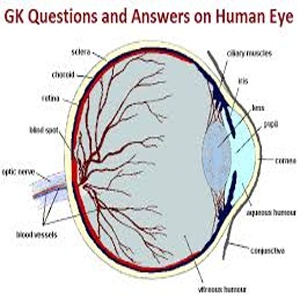 GK Questions and Answers on Human Eye
sclera
choroid
retina
blind spot
optic nerve
blood vessels
ciliary muscles
iris
lens
pupil
cornea
aqueous humour
conjunctiva
vitreous humour